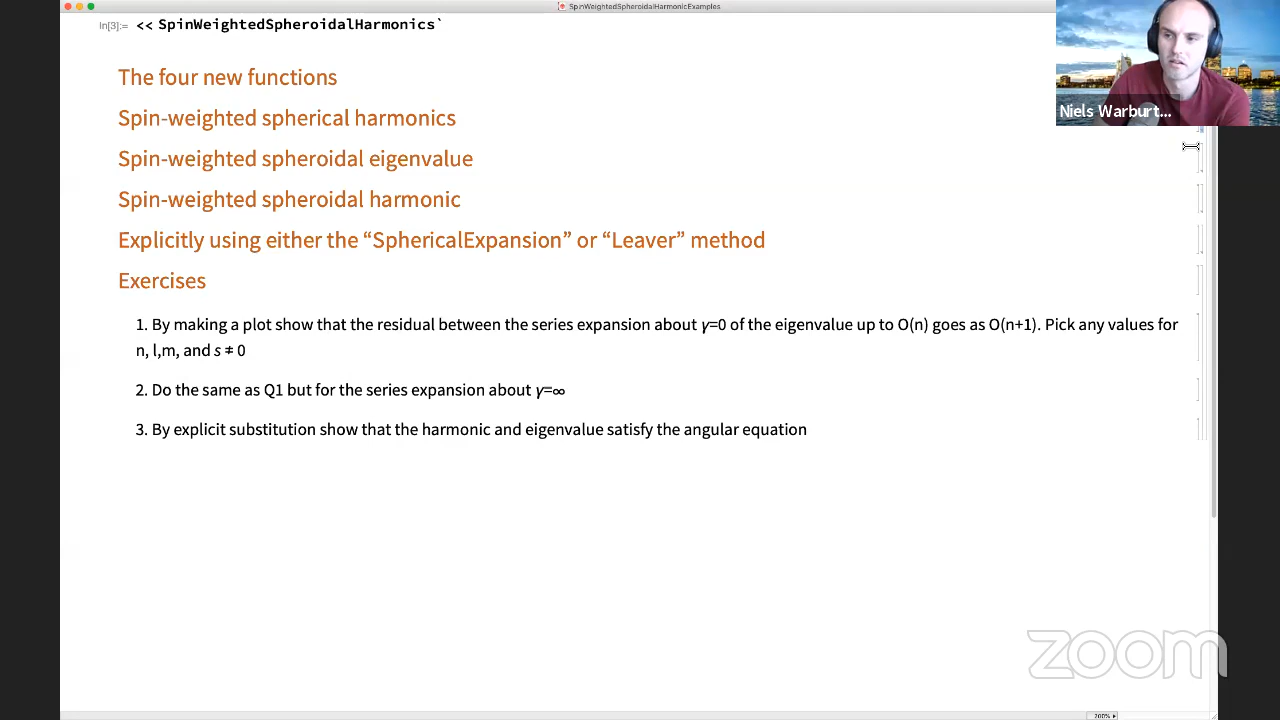 SpinWeightedSpheroidalHarmonicExamples
In[3]:= << SpinWeightedSpheroidalHarmonics`
Niels Warburt...
The four new functions
Spin-weighted spherical harmonics
Spin-weighted spheroidal eigenvalue
Spin-weighted spheroidal harmonic
Explicitly using either the “SphericalExpansion” or “Leaver” method
Exercises
1. By making a plot show that the residual between the series expansion about γ=0 of the eigenvalue up to O(n) goes as O(n+1). Pick any values for
n, l,m, and s ≠ 0
2. Do the same as Q1 but for the series expansion about γ=∞
3. By explicit substitution show that the harmonic and eigenvalue satisfy the angular equation
zoom
200%